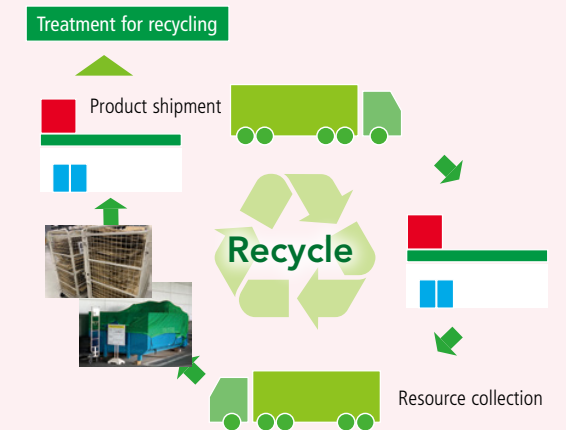 Treatment for recycling
Product shipment
Recycle
Resource collection